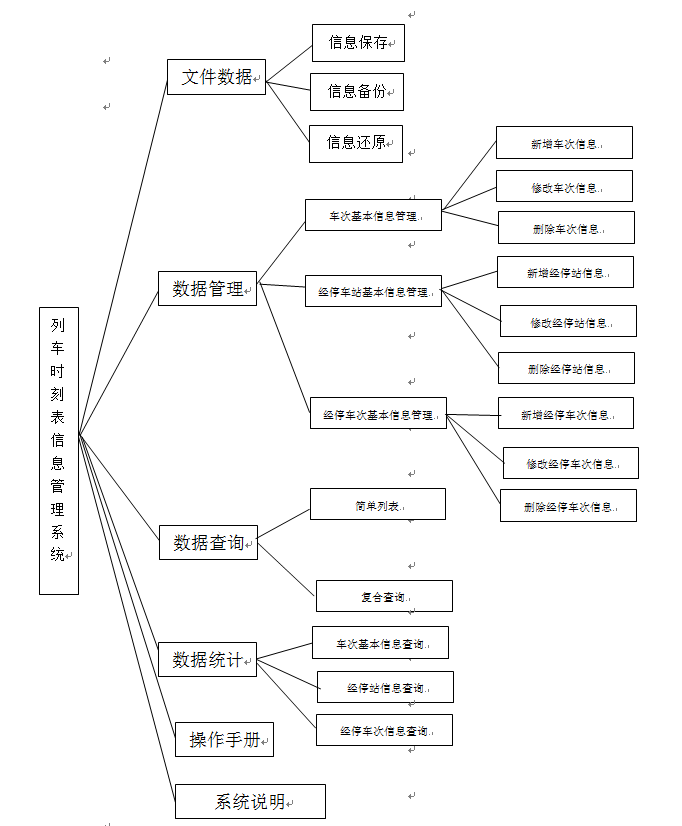 列车时刻表信息管理系统
文件数据
信息保存
信息备份
信息还原
数据管理
车次基本信息管理
新增车次信息
修改车次信息
删除车次信息
经停车站基本信息管理
新增经停站信息
修改经停站信息
删除经停站信息
经停车次基本信息管理
新增经停车次信息
修改经停车次信息
删除经停车次信息
数据查询
简单列表
复合查询
数据统计
车次基本信息查询
经停站信息查询
经停车次信息查询
操作手册
系统说明